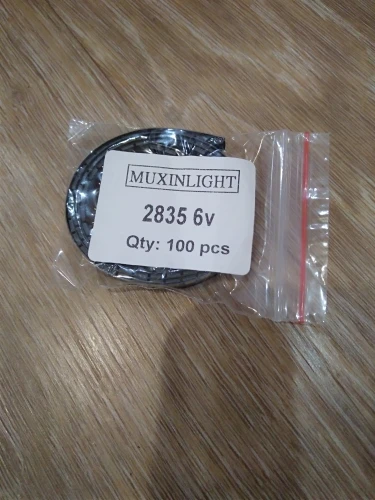 MUXINLIGHT
2835 6v
Qty: 100 pcs